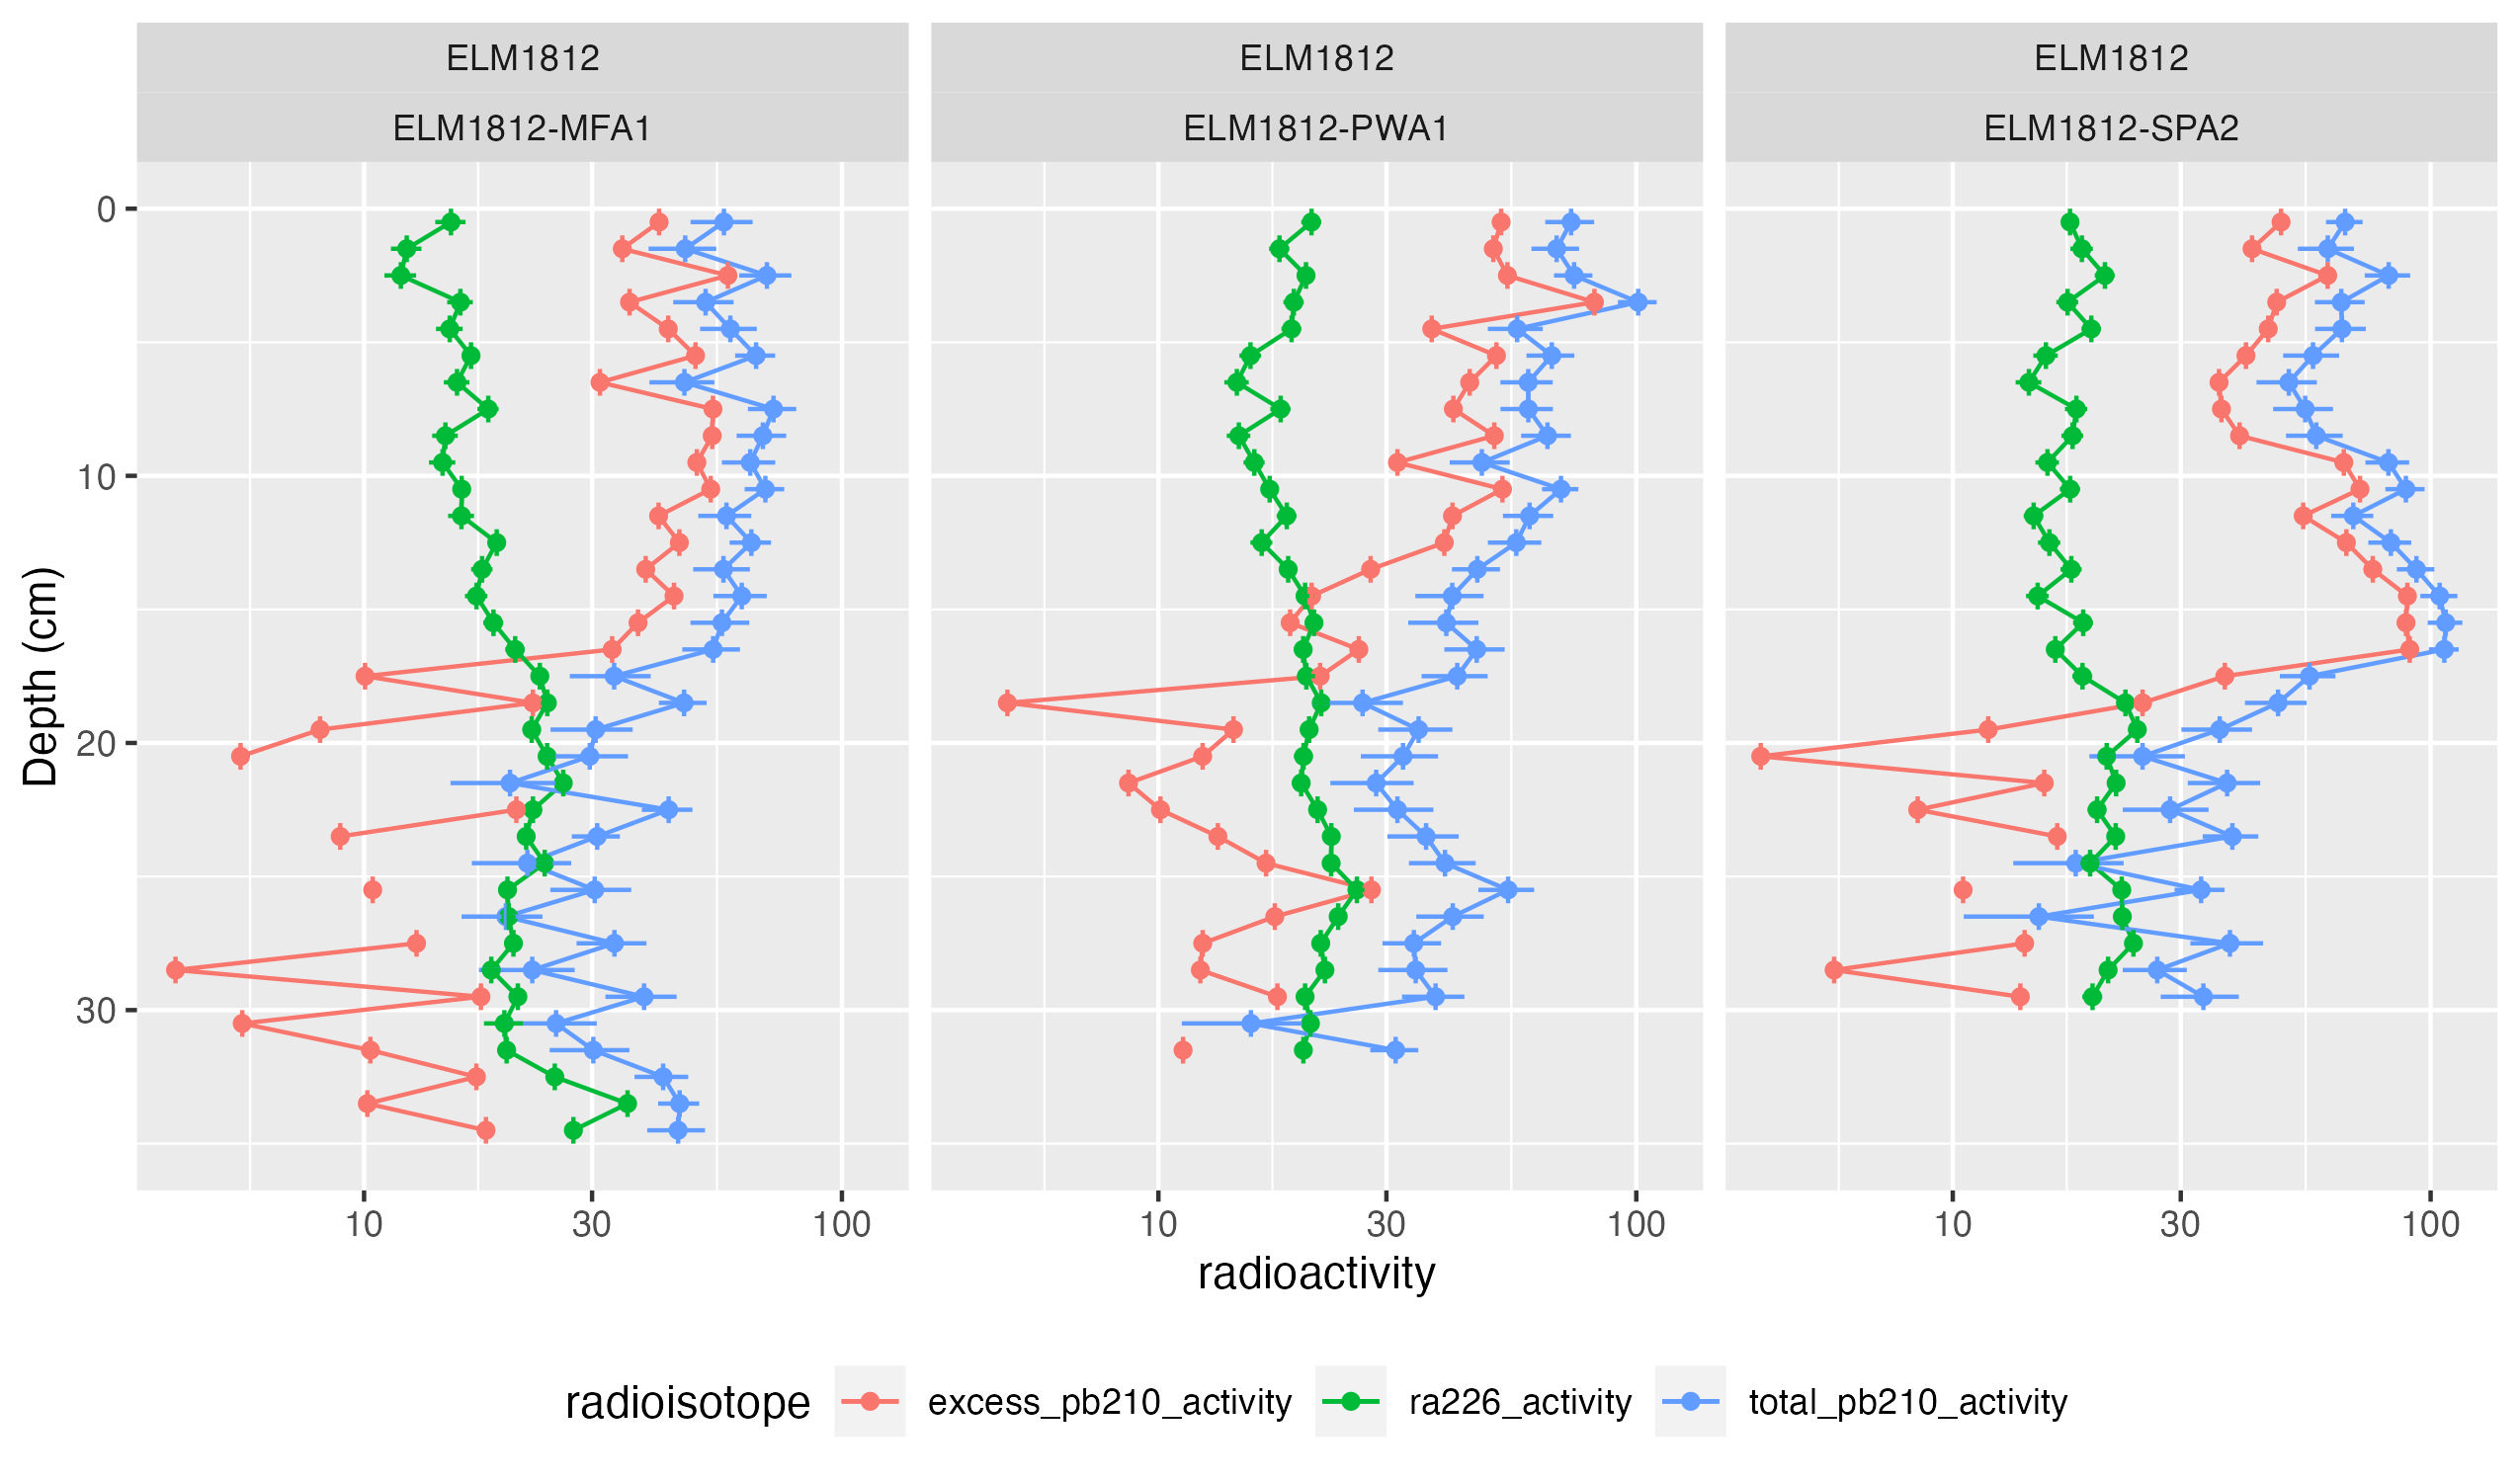 ELM1812 ELM1812 ELM1812
ELM1812-MFA1 ELM1812-PWA1 ELM1812-SPA2
Depth (cm)
0
10
20
30
10 30 100 10 30 100 10 30 100
radioactivity
radioisotope excess_pb210_activity ra226_activity total_pb210_activity